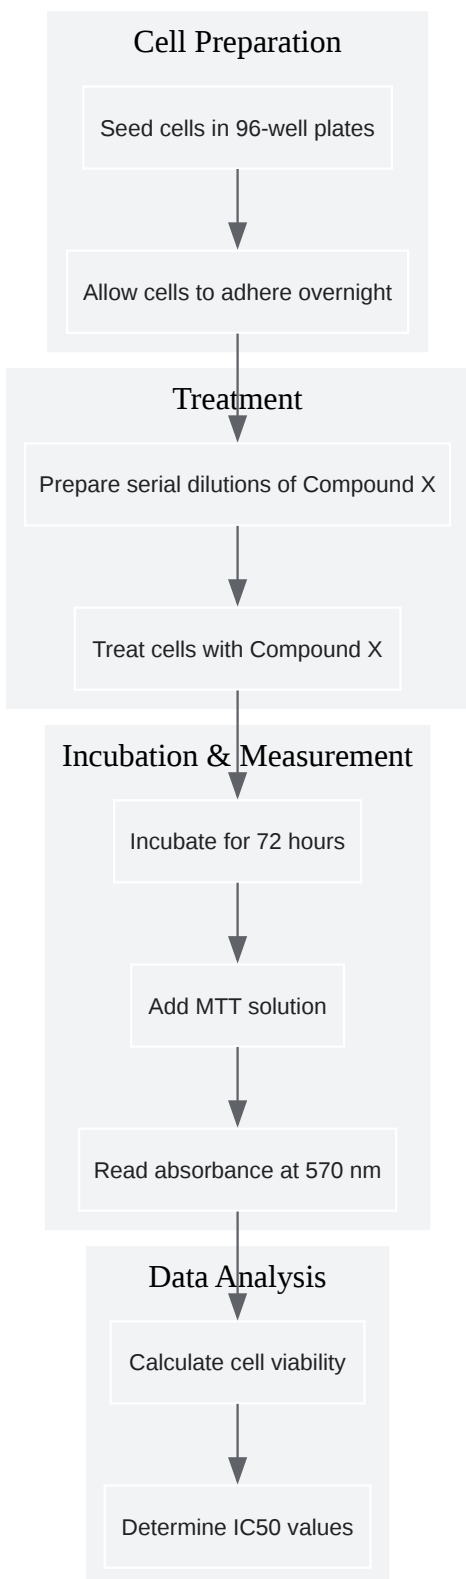 Cell Preparation
Seed cells in 96-well plates
Allow cells to adhere overnight
Treatment
Prepare serial dilutions of Compound X
Treat cells with Compound X
Incubation & Measurement
Incubate for 72 hours
Add MTT solution
Read absorbance at 570 nm
Data Analysis
Calculate cell viability
Determine IC50 values